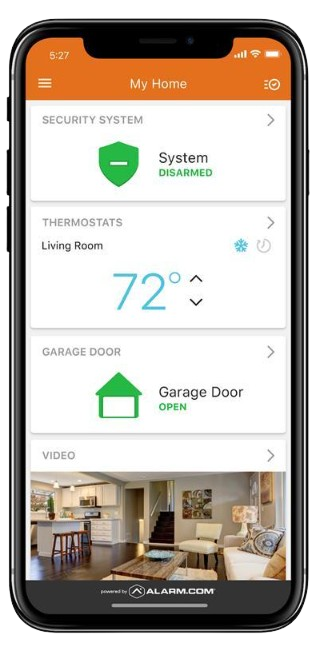 5:27
My Home
SECURITY SYSTEM
System
DISARMED
THERMOSTATS
Living Room
72°
GARAGE DOOR
Garage Door
OPEN
VIDEO
powered by ALARM.COM